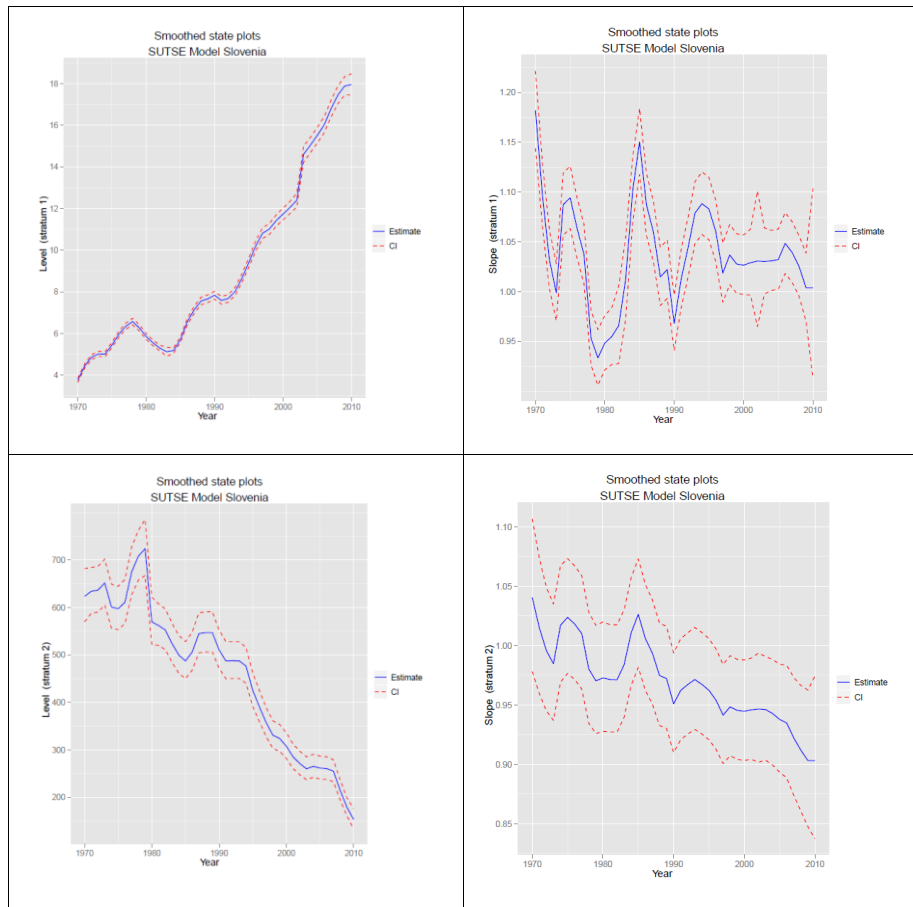 Smoothed state plots
SUTSE Model Slovenia
Level (stratum 1)
18
16
14
12
10
8
6
4
1970
1980
1990
2000
2010
Year
Estimate
CI
Smoothed state plots
SUTSE Model Slovenia
Slope (stratum 1)
1.20
1.15
1.10
1.05
1.00
0.95
1970
1980
1990
2000
2010
Year
Estimate
CI
Smoothed state plots
SUTSE Model Slovenia
Level (stratum 2)
700
600
500
400
300
200
1970
1980
1990
2000
2010
Year
Estimate
CI
Smoothed state plots
SUTSE Model Slovenia
Slope (stratum 2)
1.10
1.05
1.00
0.95
0.90
0.85
1970
1980
1990
2000
2010
Year
Estimate
CI